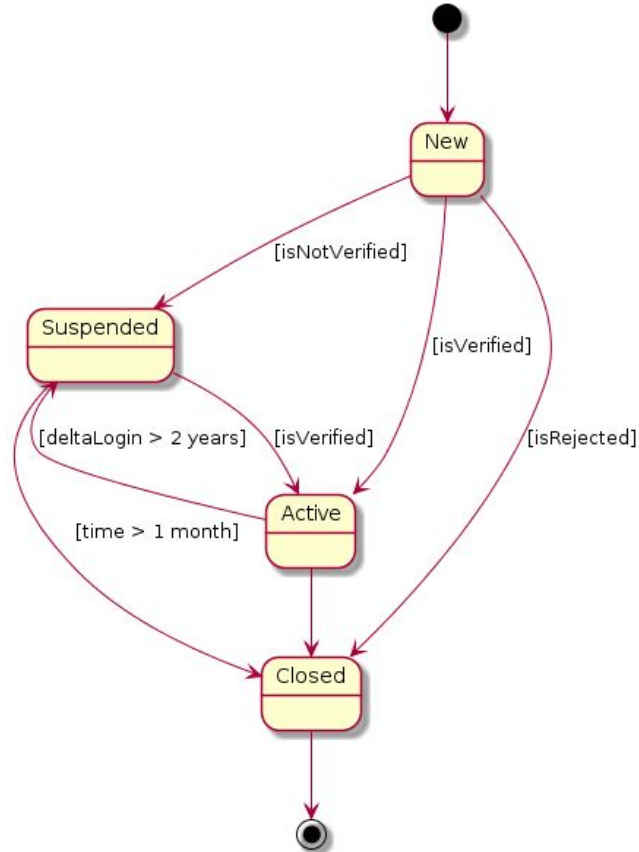 New
[isNotVerified]
Suspended
[isVerified]
[deltaLogin > 2 years]
[isVerified]
[isRejected]
Active
[time > 1 month]
Closed